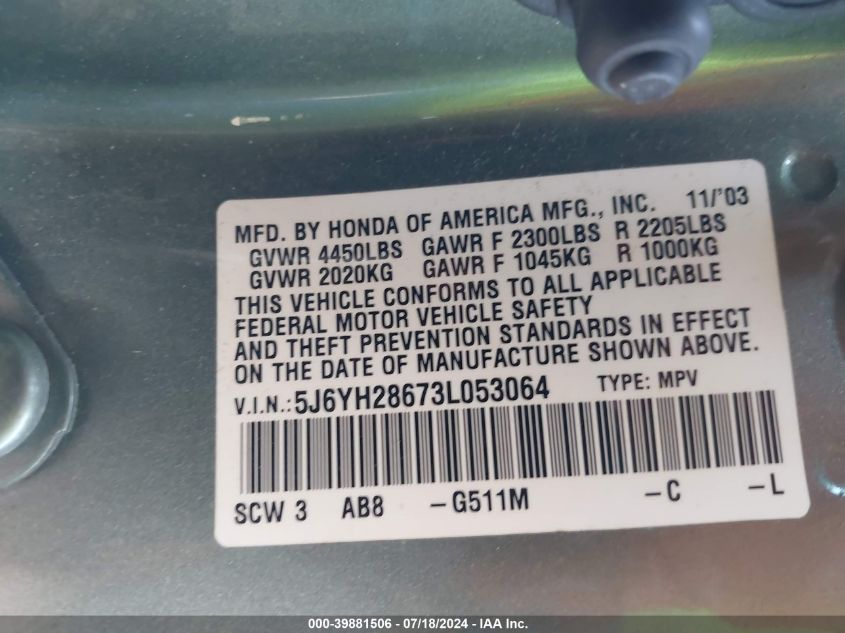 MFD. BY HONDA OF AMERICA MFG., INC. 11/'03
GVWR 4450LBS GAWR F 2300LBS R 2205LBS
GVWR 2020KG GAWR F 1045KG R 1000KG
THIS VEHICLE CONFORMS TO ALL APPLICABLE
FEDERAL MOTOR VEHICLE SAFETY
AND THEFT PREVENTION STANDARDS IN EFFECT
ON THE DATE OF MANUFACTURE SHOWN ABOVE.
V.I.N.: 5J6YH28673L053064 TYPE: MPV
SCW 3 AB8 -G511M -C -L
000-39881506 - 07/18/2024 - IAA Inc.